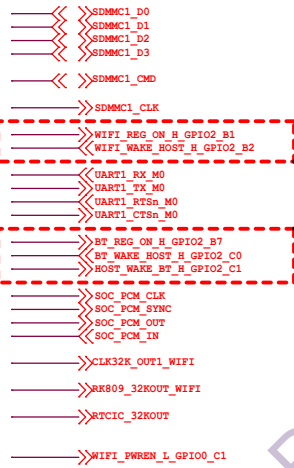 SDMMC1_D0
SDMMC1_D1
SDMMC1_D2
SDMMC1_D3
SDMMC1_CMD
SDMMC1_CLK
WIFI_REG_ON_H_GPIO2_B1
WIFI_WAKE_HOST_H_GPIO2_B2
UART1_RX_M0
UART1_TX_M0
UART1_RTSn_M0
UART1_CTSn_M0
BT_REG_ON_H_GPIO2_B7
BT_WAKE_HOST_H_GPIO2_C0
HOST_WAKE_BT_H_GPIO2_C1
SOC_PCM_CLK
SOC_PCM_SYNC
SOC_PCM_OUT
SOC_PCM_IN
CLK32K_OUT1_WIFI
RK809_32KOUT_WIFI
RTCIC_32KOUT
WIFI_PWREN_L_GPIO0_C1